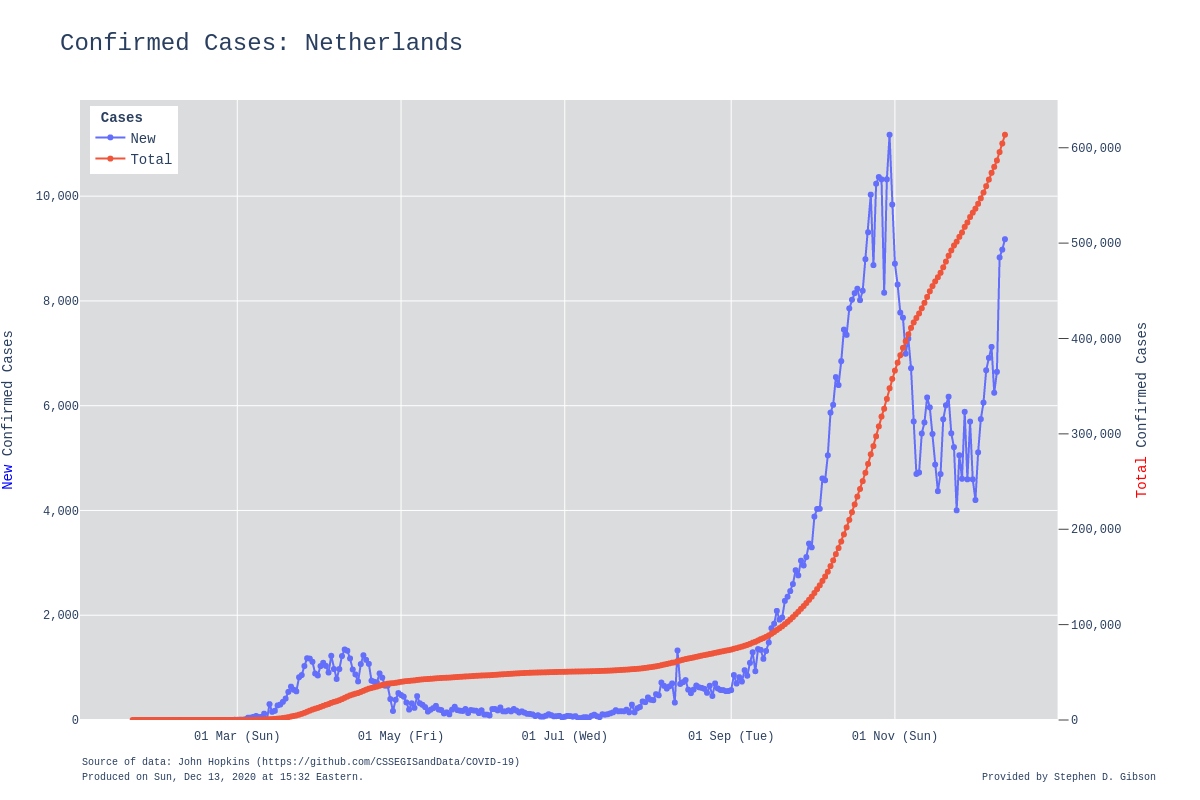 Confirmed Cases: Netherlands
Cases
New
Total
10,000
8,000
6,000
4,000
2,000
0
New Confirmed Cases
600,000
500,000
400,000
300,000
200,000
100,000
0
Total Confirmed Cases
01 Mar (Sun) 01 May (Fri) 01 Jul (Wed) 01 Sep (Tue) 01 Nov (Sun)
Source of data: John Hopkins (https://github.com/CSSEGISandData/COVID-19)
Produced on Sun, Dec 13, 2020 at 15:32 Eastern.
Provided by Stephen D. Gibson